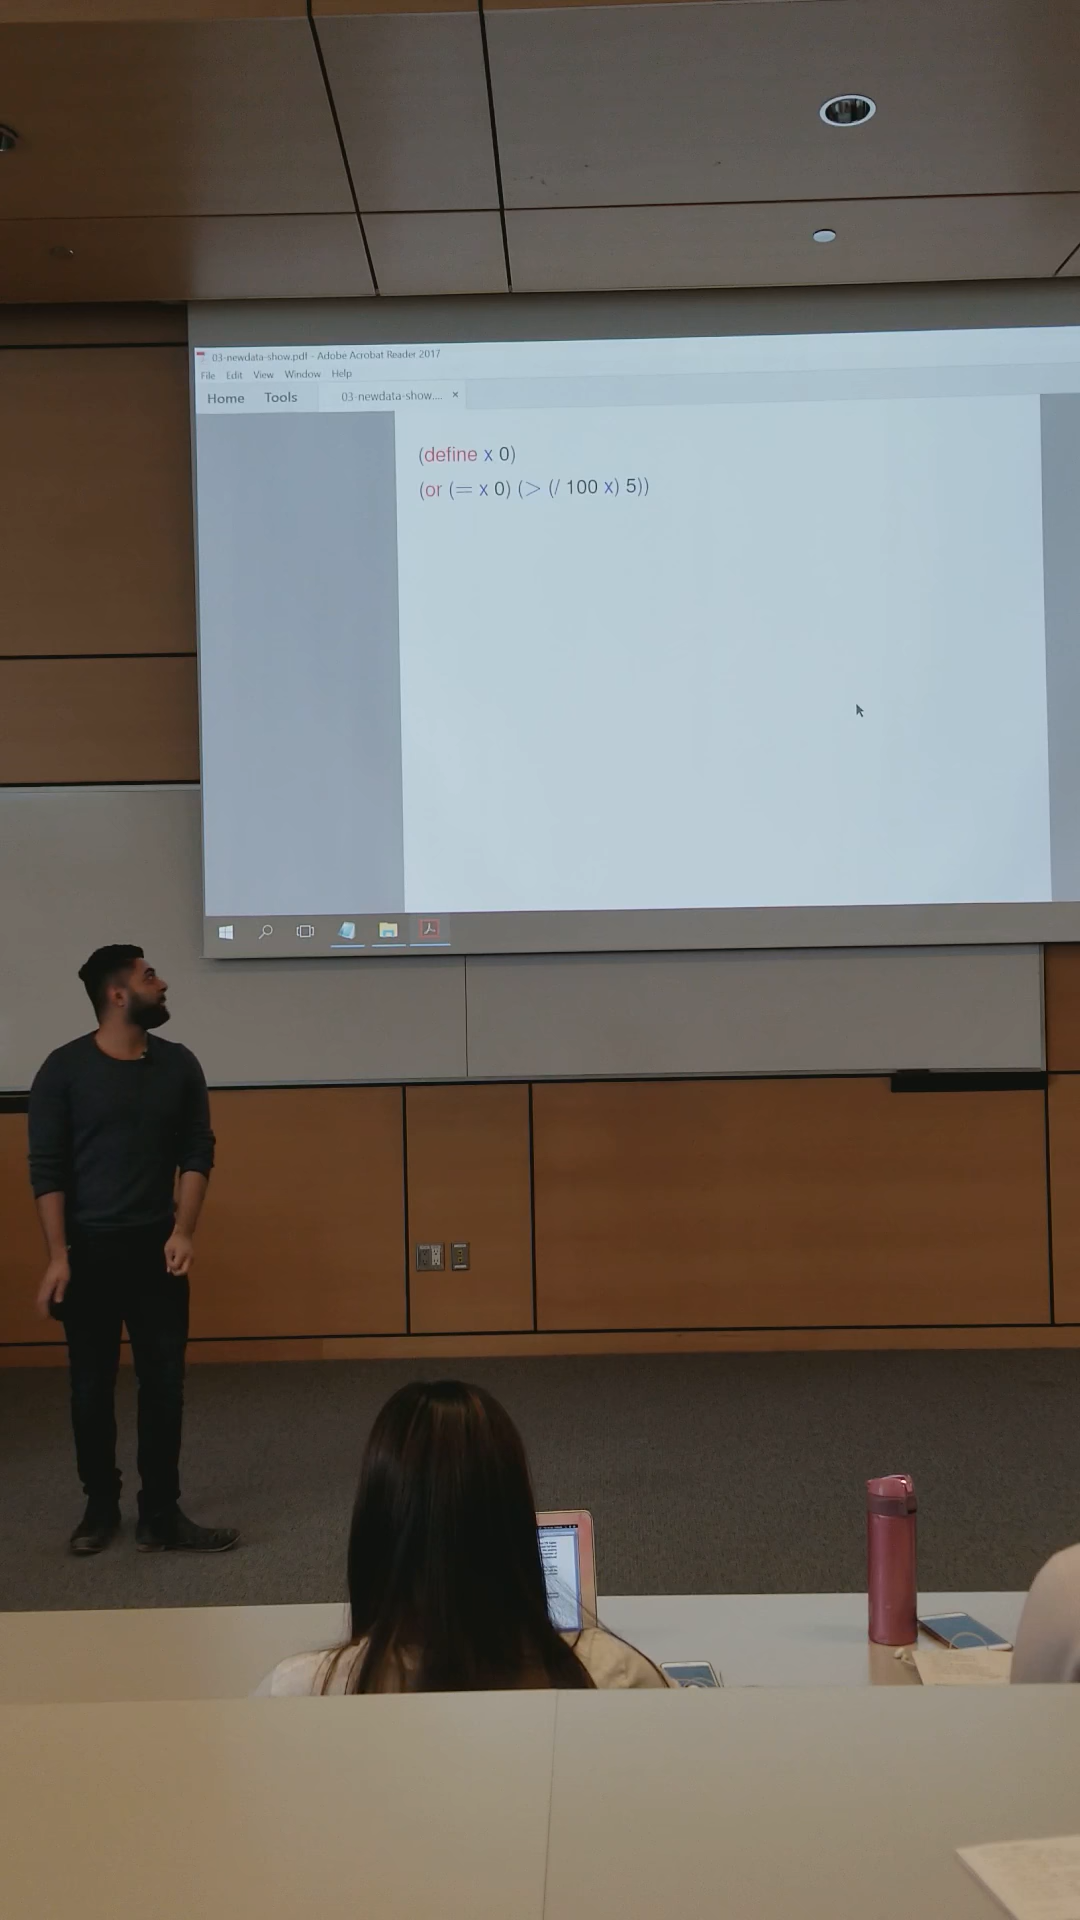 03-newdata-show.pdf - Adobe Acrobat Reader 2017
File Edit View Window Help
Home Tools 03-newdata-show.... ×
(define x 0)
(or (= x 0) (> (/ 100 x) 5))